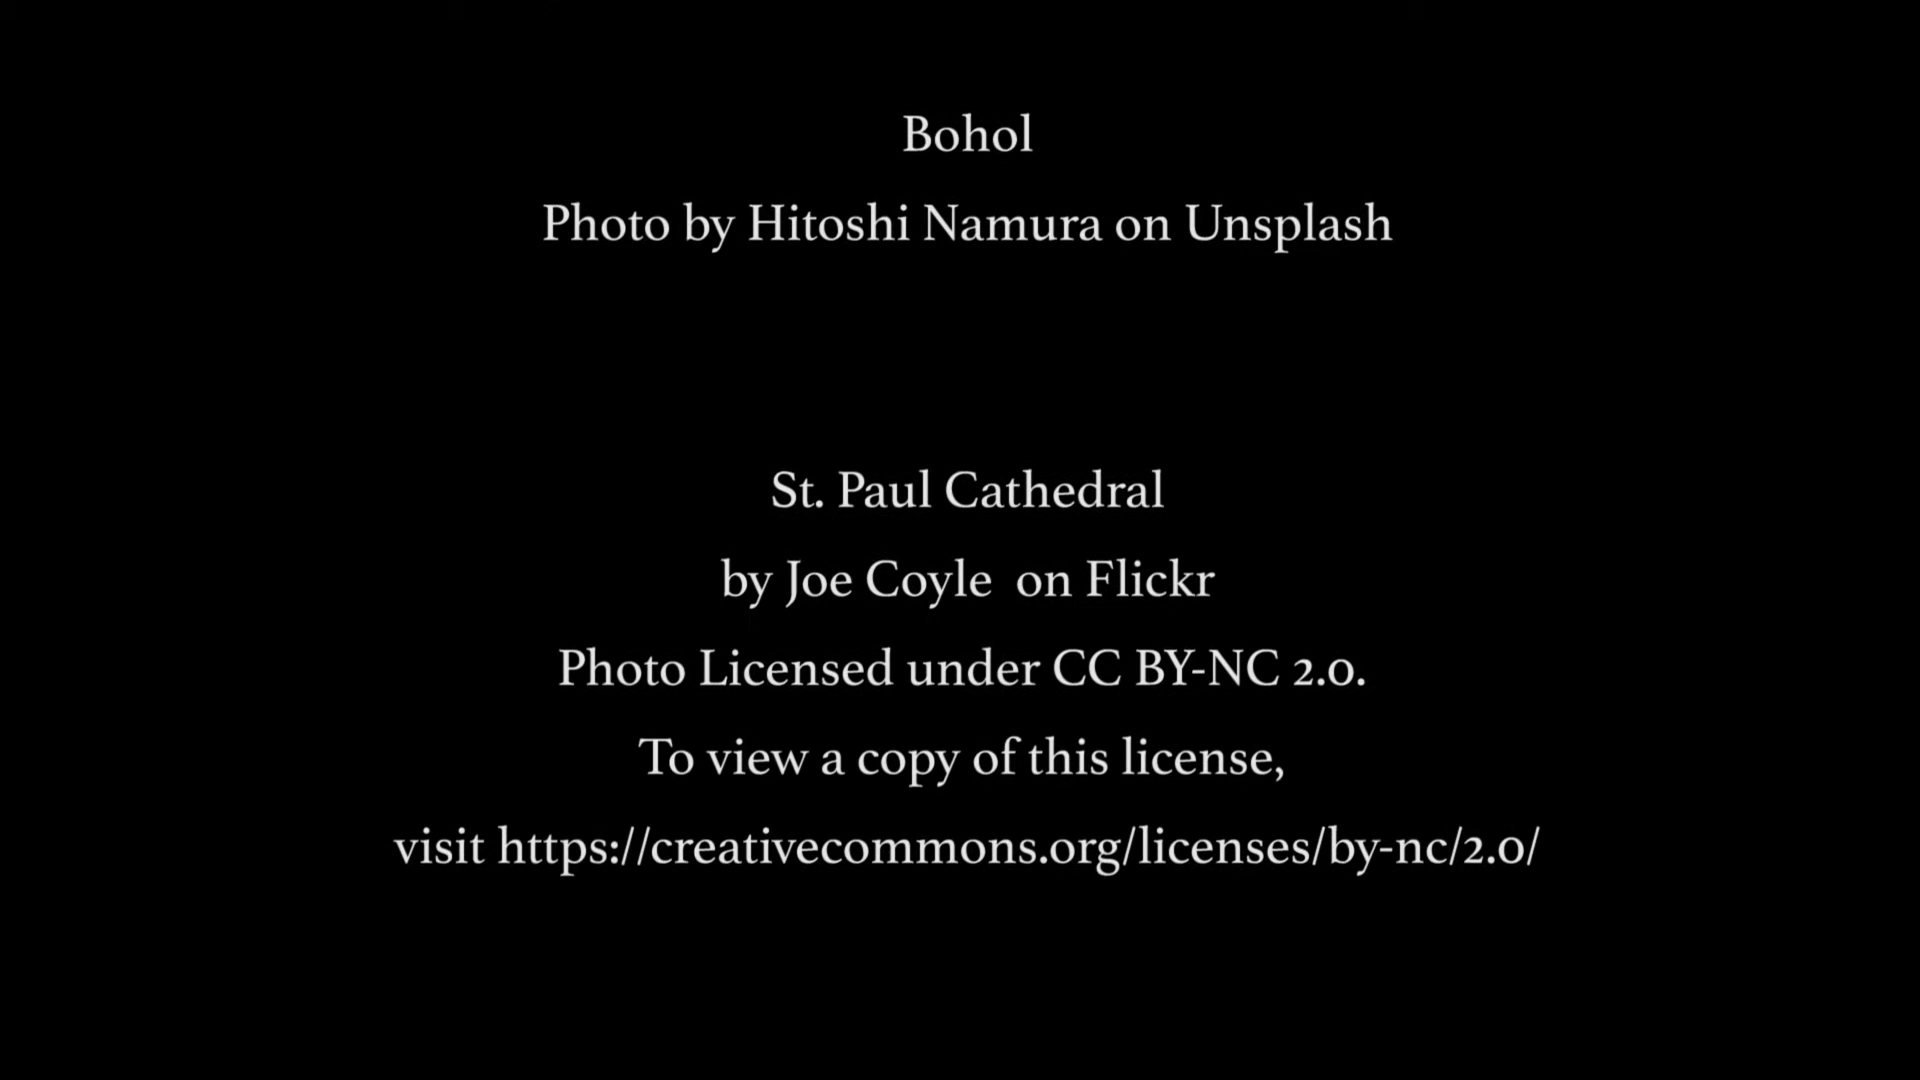 Bohol
Photo by Hitoshi Namura on Unsplash
St. Paul Cathedral
by Joe Coyle  on Flickr
Photo Licensed under CC BY-NC 2.0.
To view a copy of this license,
visit https://creativecommons.org/licenses/by-nc/2.0/